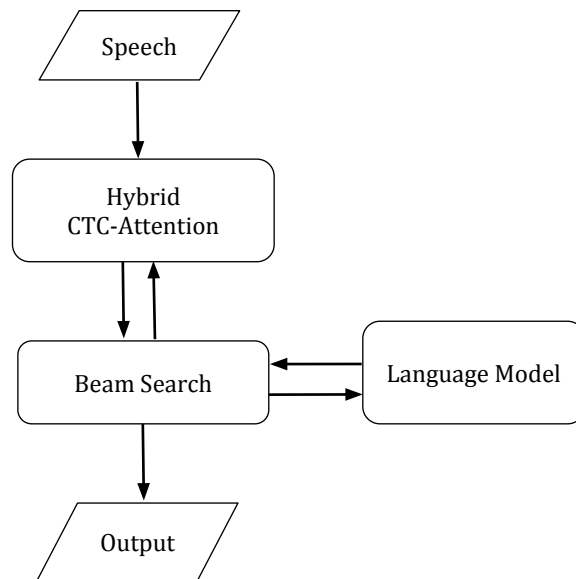 Speech
Hybrid
CTC-Attention
Beam Search
Language Model
Output